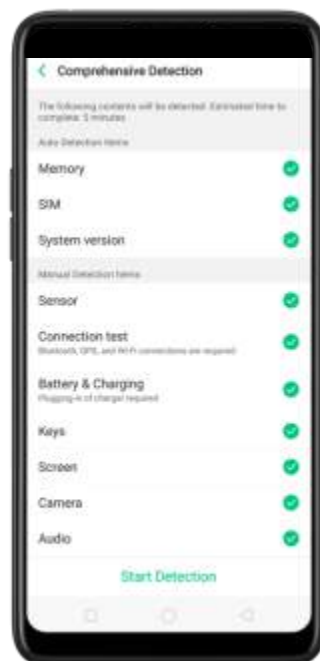 Comprehensive Detection
The following contents will be detected. Estimated time to
complete: 5 minutes
Auto Detection Items
Memory
SIM
System version
Manual Detection Items
Sensor
Connection test
Bluetooth, GPS, and Wi-Fi connections are required
Battery & Charging
Plugging-in of charger required
Keys
Screen
Camera
Audio
Start Detection